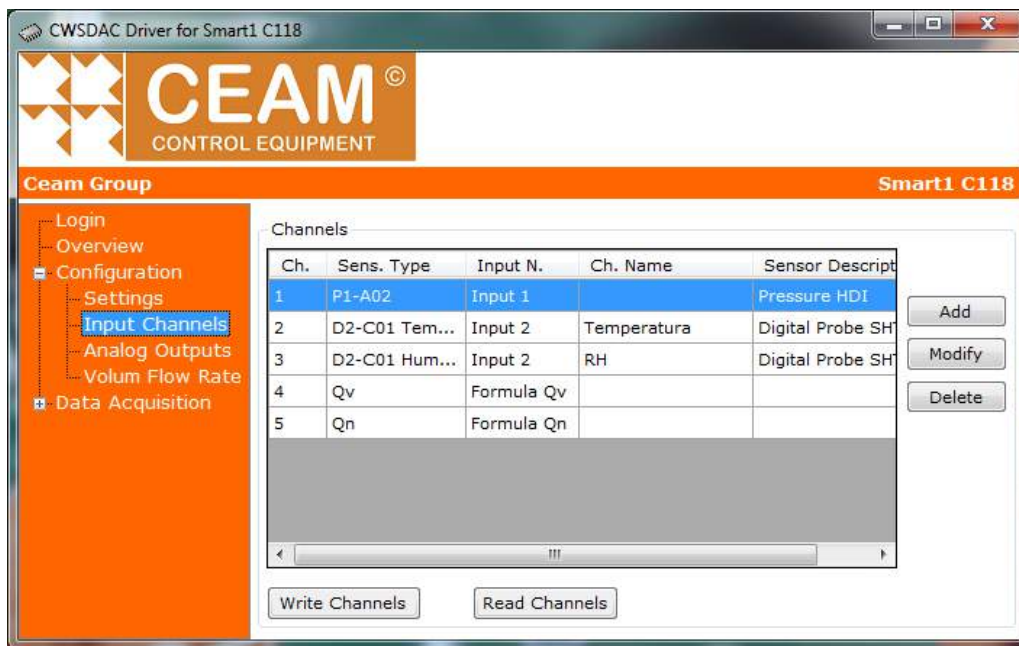 CWSDAC Driver for Smart1 C118
CEAM©
CONTROL EQUIPMENT
Ceam Group Smart1 C118
Login
Overview
Configuration
Settings
Input Channels
Analog Outputs
Volum Flow Rate
Data Acquisition
Channels
Ch. Sens. Type Input N. Ch. Name Sensor Descript
1 P1-A02 Input 1 Pressure HDI
2 D2-C01 Tem... Input 2 Temperatura Digital Probe SHT
3 D2-C01 Hum... Input 2 RH Digital Probe SHT
4 Qv Formula Qv
5 Qn Formula Qn
Add
Modify
Delete
Write Channels Read Channels